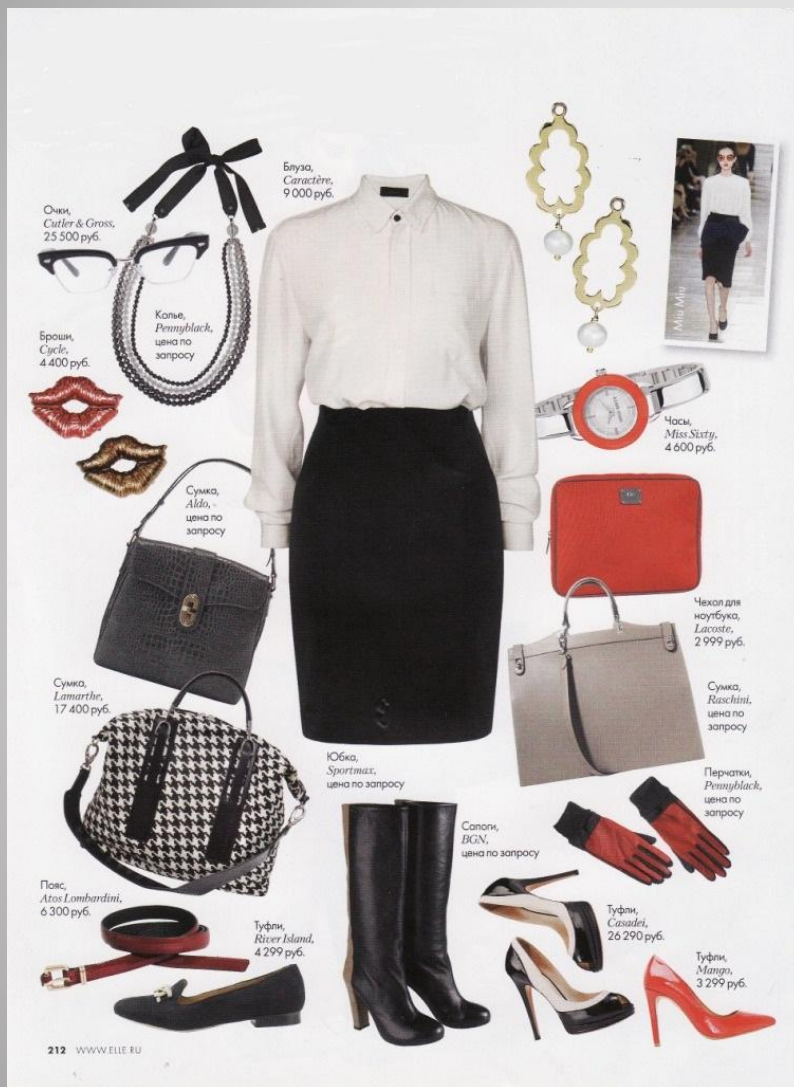 Блуза,
Caractère,
9 000 руб.
Очки,
Cutler & Gross,
25 500 руб.
Колье,
Pennyblack,
цена по
запросу
Броши,
Cycle,
4 400 руб.
Miu Miu
Часы,
Miss Sixty,
4 600 руб.
Сумка,
Aldo,
цена по
запросу
Чехол для
ноутбука,
Lacoste,
2 999 руб.
Сумка,
Lamarthe,
17 400 руб.
Сумка,
Raschini,
цена по
запросу
Юбка,
Sportmax,
цена по запросу
Перчатки,
Pennyblack,
цена по
запросу
Сапоги,
BGN,
цена по запросу
Пояс,
Atos Lombardini,
6 300 руб.
Туфли,
River Island,
4 299 руб.
Туфли,
Casadei,
26 290 руб.
Туфли,
Mango,
3 299 руб.
212 WWW.ELLE.RU